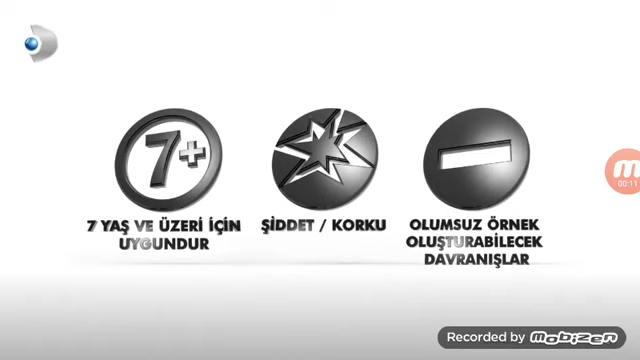 7+
7 YAŞ VE ÜZERİ İÇİN
UYGUNDUR
ŞİDDET / KORKU
OLUMSUZ ÖRNEK
OLUŞTURABİLECEK
DAVRANIŞLAR
00:11
Recorded by mobizen